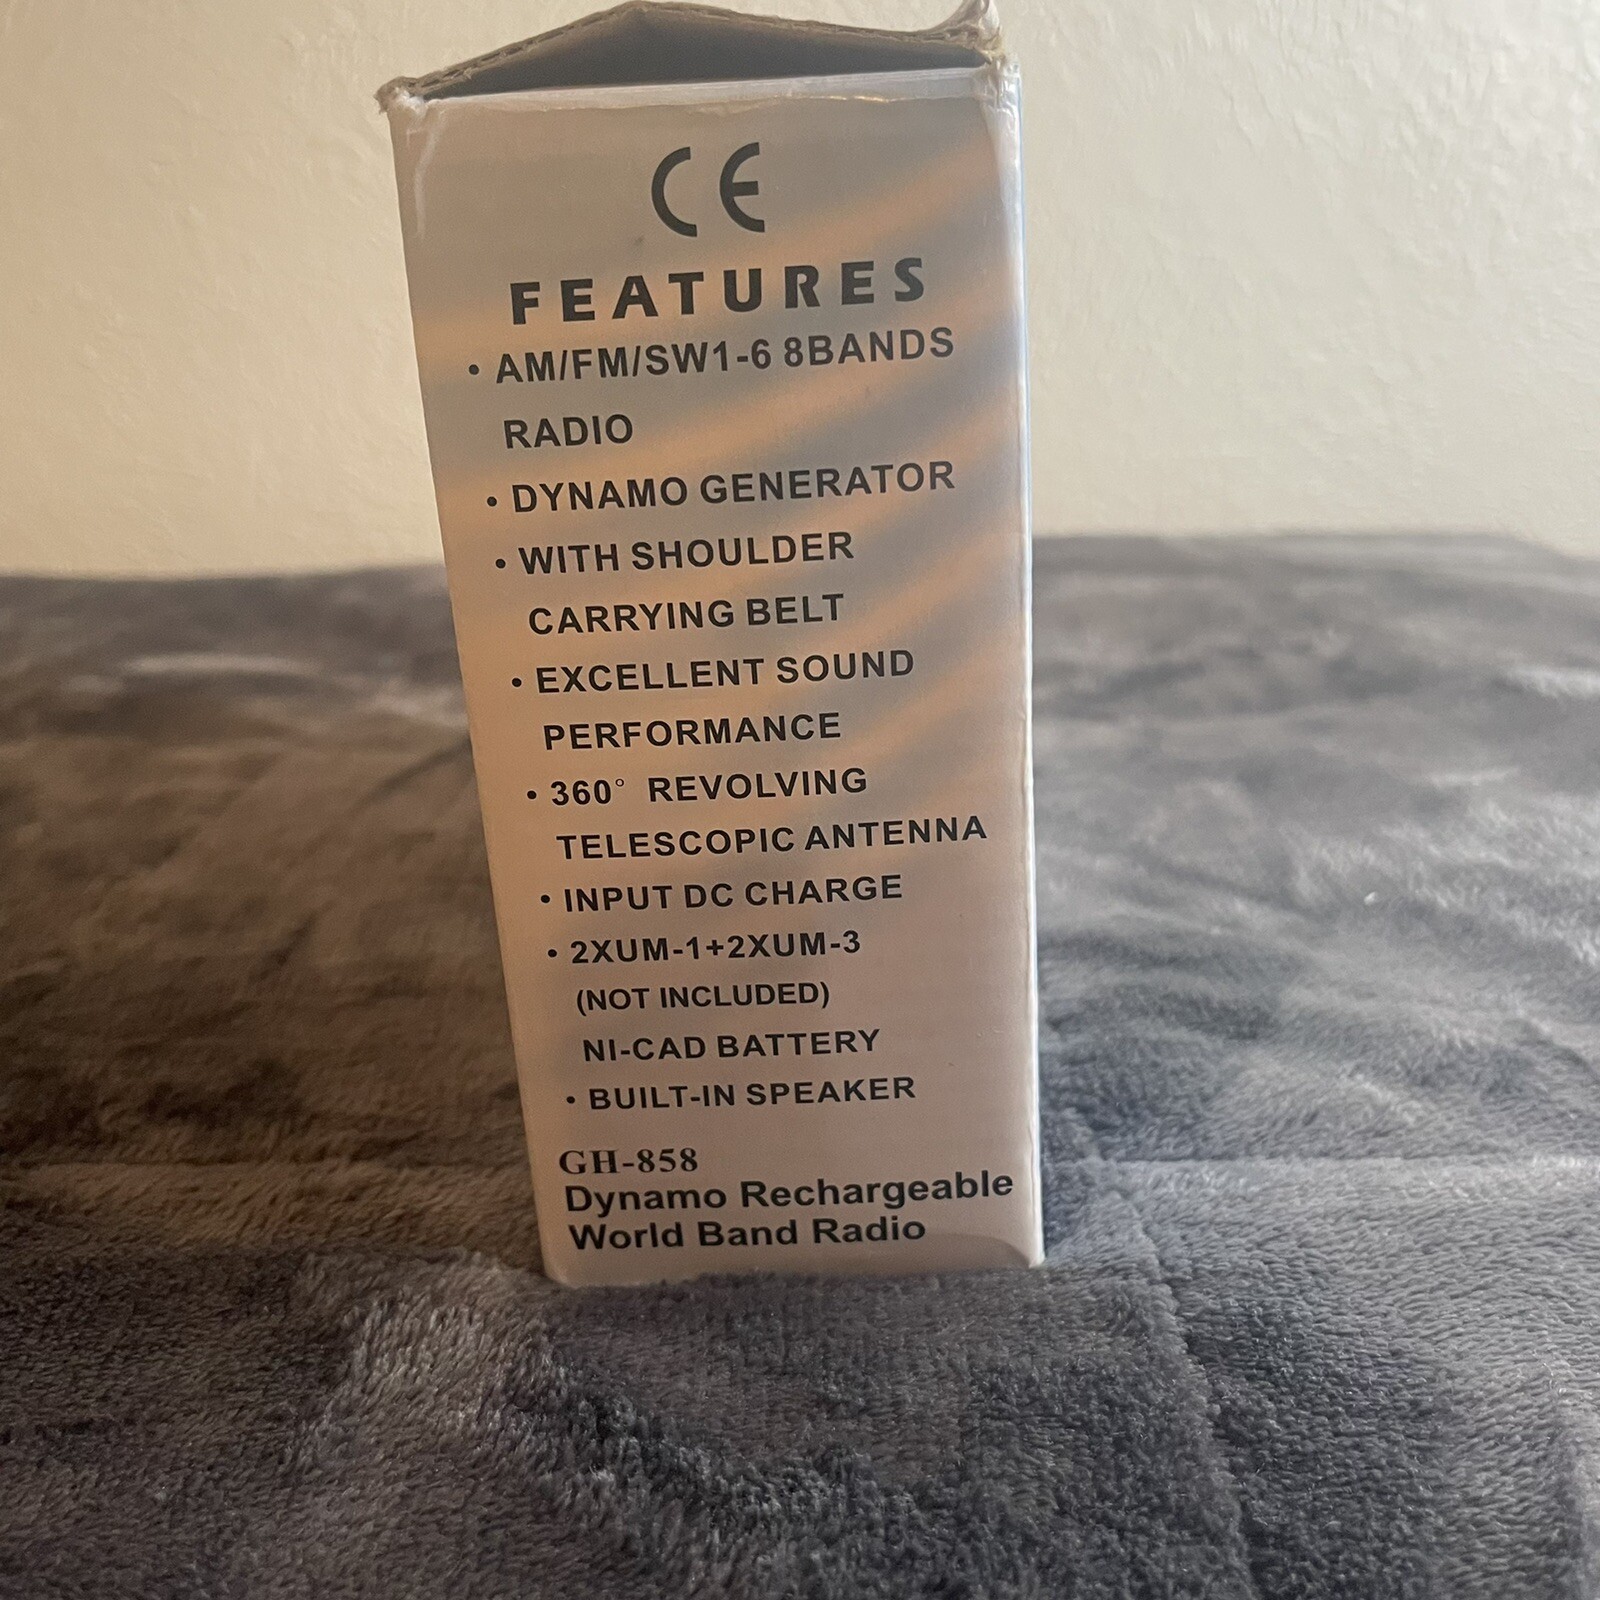 CE
FEATURES
• AM/FM/SW1-6 8BANDS
RADIO
• DYNAMO GENERATOR
• WITH SHOULDER
CARRYING BELT
• EXCELLENT SOUND
PERFORMANCE
• 360° REVOLVING
TELESCOPIC ANTENNA
• INPUT DC CHARGE
• 2XUM-1+2XUM-3
(NOT INCLUDED)
NI-CAD BATTERY
• BUILT-IN SPEAKER
GH-858
Dynamo Rechargeable
World Band Radio